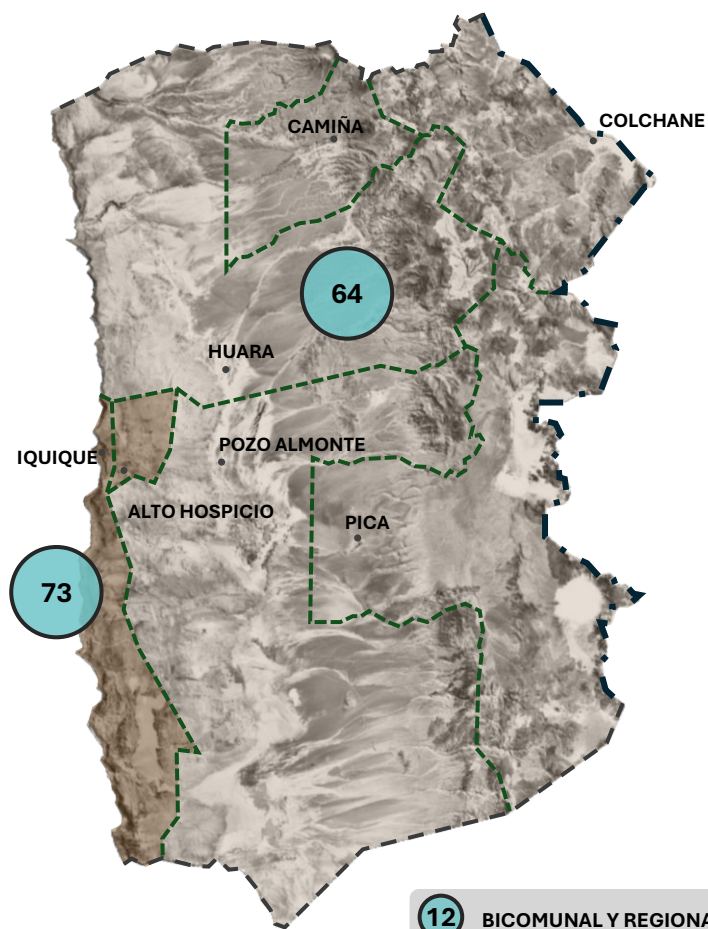 CAMIÑA
COLCHANE
64
HUARA
IQUIQUE
POZO ALMONTE
ALTO HOSPICIO
PICA
73
12 BICOMUNAL Y REGIONA